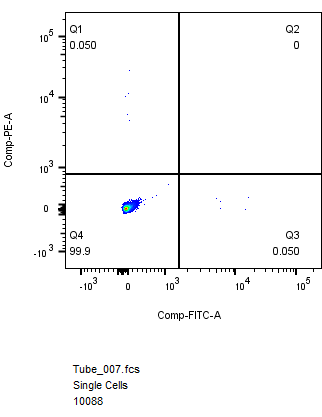 Q1
0.050
Q2
0
10^5
10^4
10^3
0
-10^3
Comp-PE-A
Q4
99.9
Q3
0.050
-10^3 0 10^3 10^4 10^5
Comp-FITC-A
Tube_007.fcs
Single Cells
10088